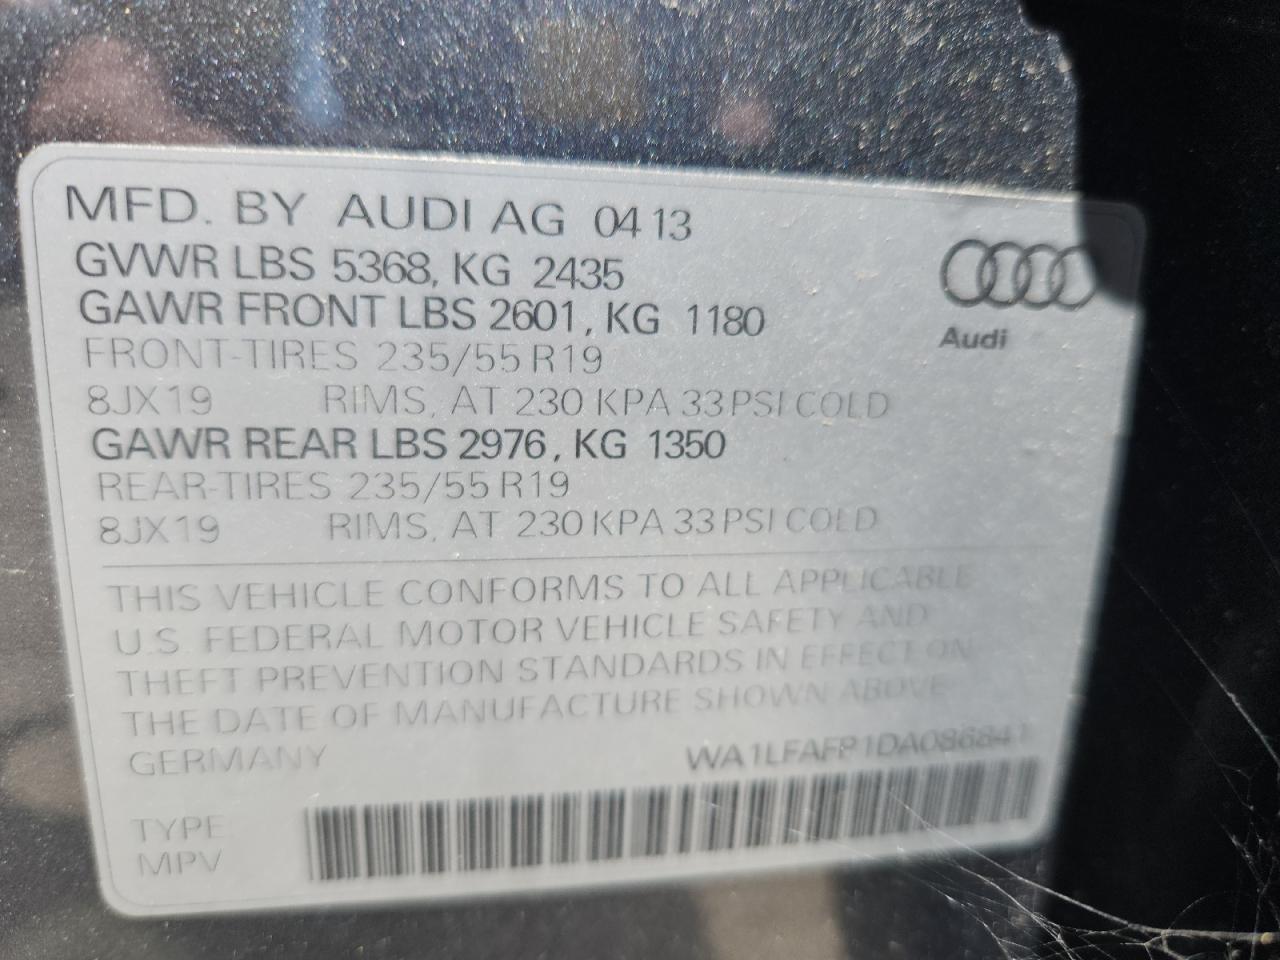 MFD. BY AUDI AG 04 13
GVWR LBS 5368, KG 2435
GAWR FRONT LBS 2601, KG 1180
FRONT-TIRES 235/55 R19
8JX19 RIMS, AT 230 KPA 33 PSI COLD
GAWR REAR LBS 2976, KG 1350
REAR-TIRES 235/55 R19
8JX19 RIMS, AT 230 KPA 33 PSI COLD
Audi
THIS VEHICLE CONFORMS TO ALL APPLICABLE
U.S. FEDERAL MOTOR VEHICLE SAFETY AND
THEFT PREVENTION STANDARDS IN EFFECT ON
THE DATE OF MANUFACTURE SHOWN ABOVE
GERMANY
TYPE
MPV